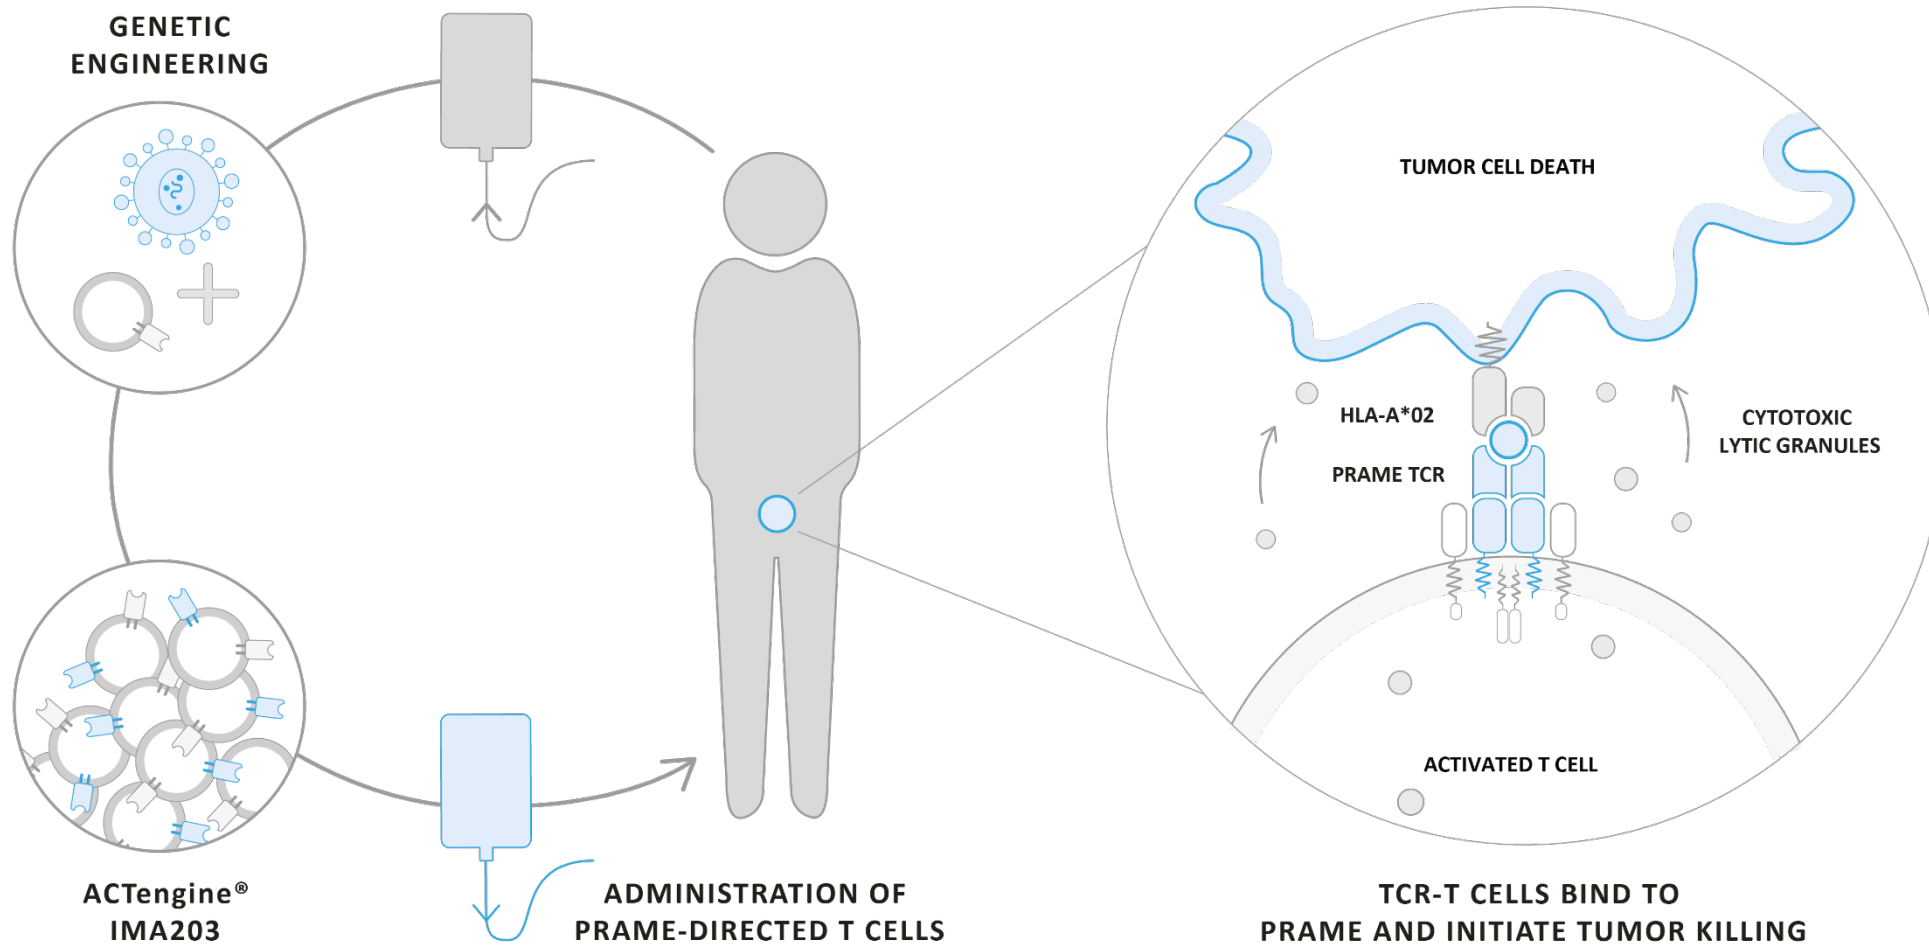 GENETIC
ENGINEERING
TUMOR CELL DEATH
HLA-A*02
PRAME TCR
CYTOTOXIC
LYTIC GRANULES
ACTIVATED T CELL
ACTengine®
IMA203
ADMINISTRATION OF
PRAME-DIRECTED T CELLS
TCR-T CELLS BIND TO
PRAME AND INITIATE TUMOR KILLING